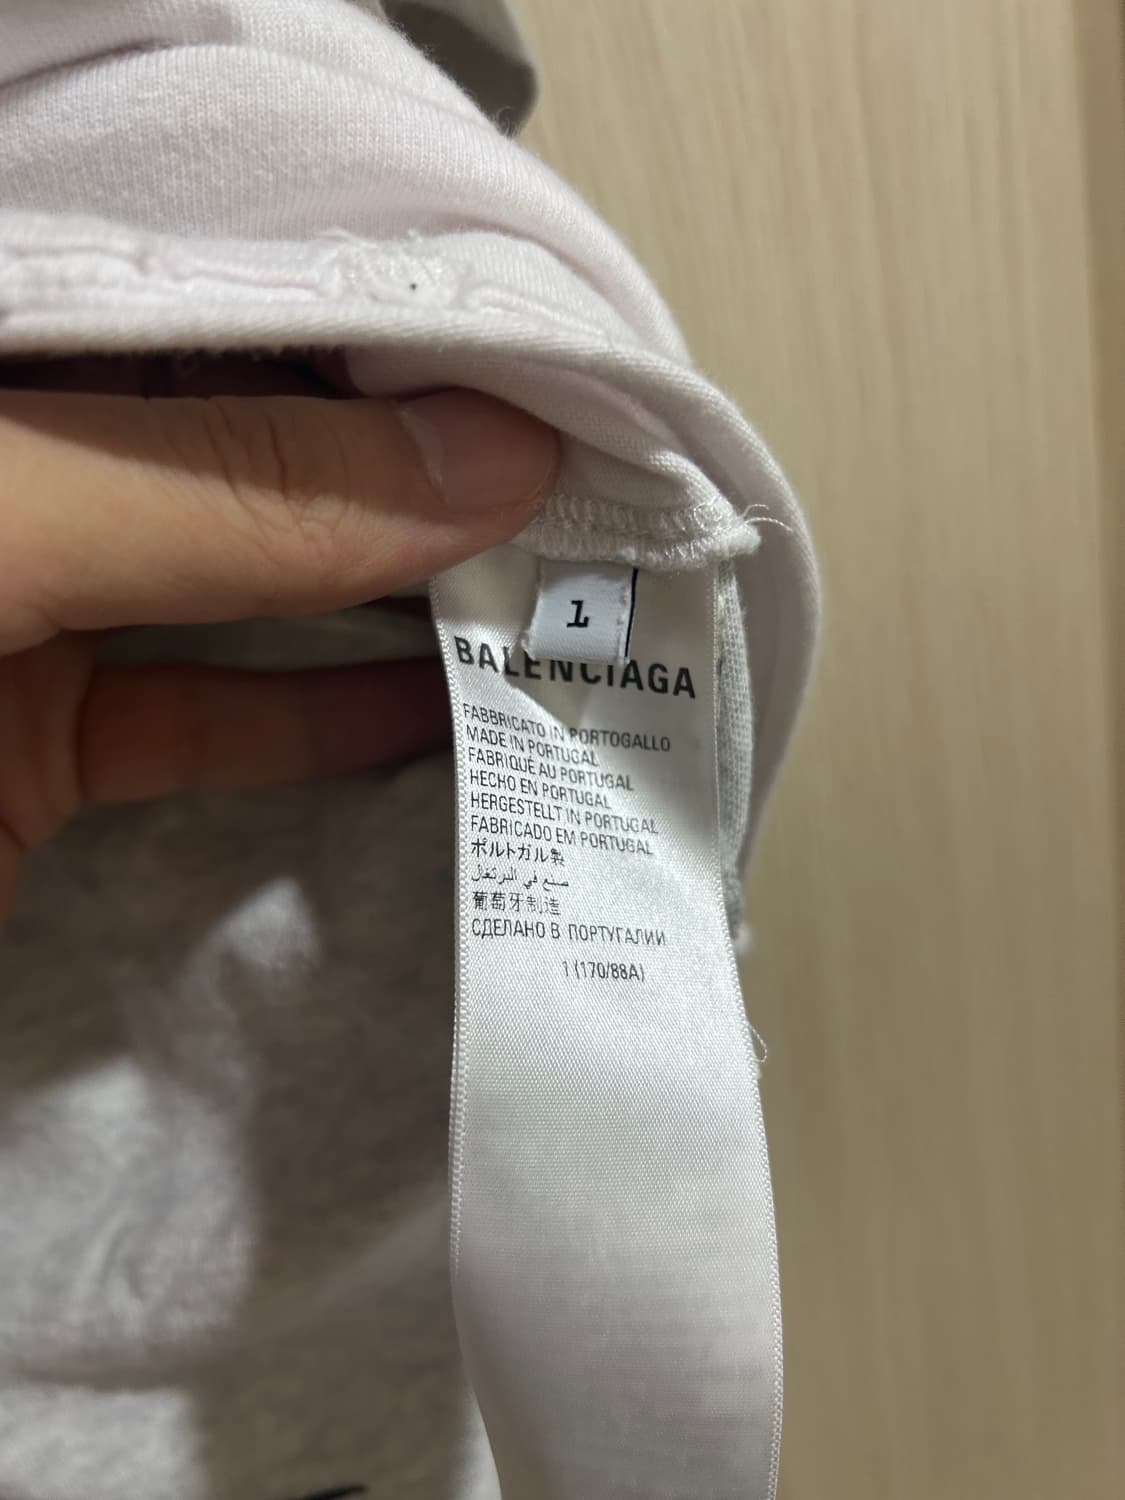 1
BALENCIAGA
FABBRICATO IN PORTOGALLO
MADE IN PORTUGAL
FABRIQUÉ AU PORTUGAL
HECHO EN PORTUGAL
HERGESTELLT IN PORTUGAL
FABRICADO EM PORTUGAL
ポルトガル製
صنع في البرتغال
葡萄牙制造
СДЕЛАНО В ПОРТУГАЛИИ
1 (170/88A)